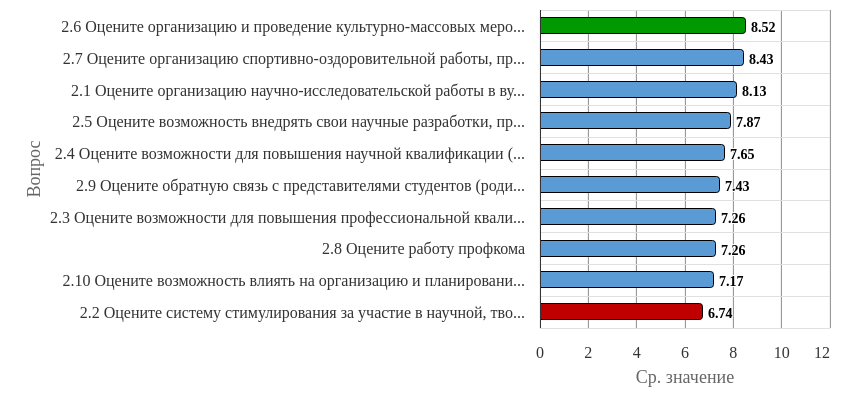 2.6 Оцените организацию и проведение культурно-массовых меро... 8.52
2.7 Оцените организацию спортивно-оздоровительной работы, пр... 8.43
2.1 Оцените организацию научно-исследовательской работы в ву... 8.13
2.5 Оцените возможность внедрять свои научные разработки, пр... 7.87
2.4 Оцените возможности для повышения научной квалификации (... 7.65
2.9 Оцените обратную связь с представителями студентов (роди... 7.43
2.3 Оцените возможности для повышения профессиональной квали... 7.26
2.8 Оцените работу профкома 7.26
2.10 Оцените возможность влиять на организацию и планировани... 7.17
2.2 Оцените систему стимулирования за участие в научной, тво... 6.74
Вопрос
0 2 4 6 8 10 12
Ср. значение